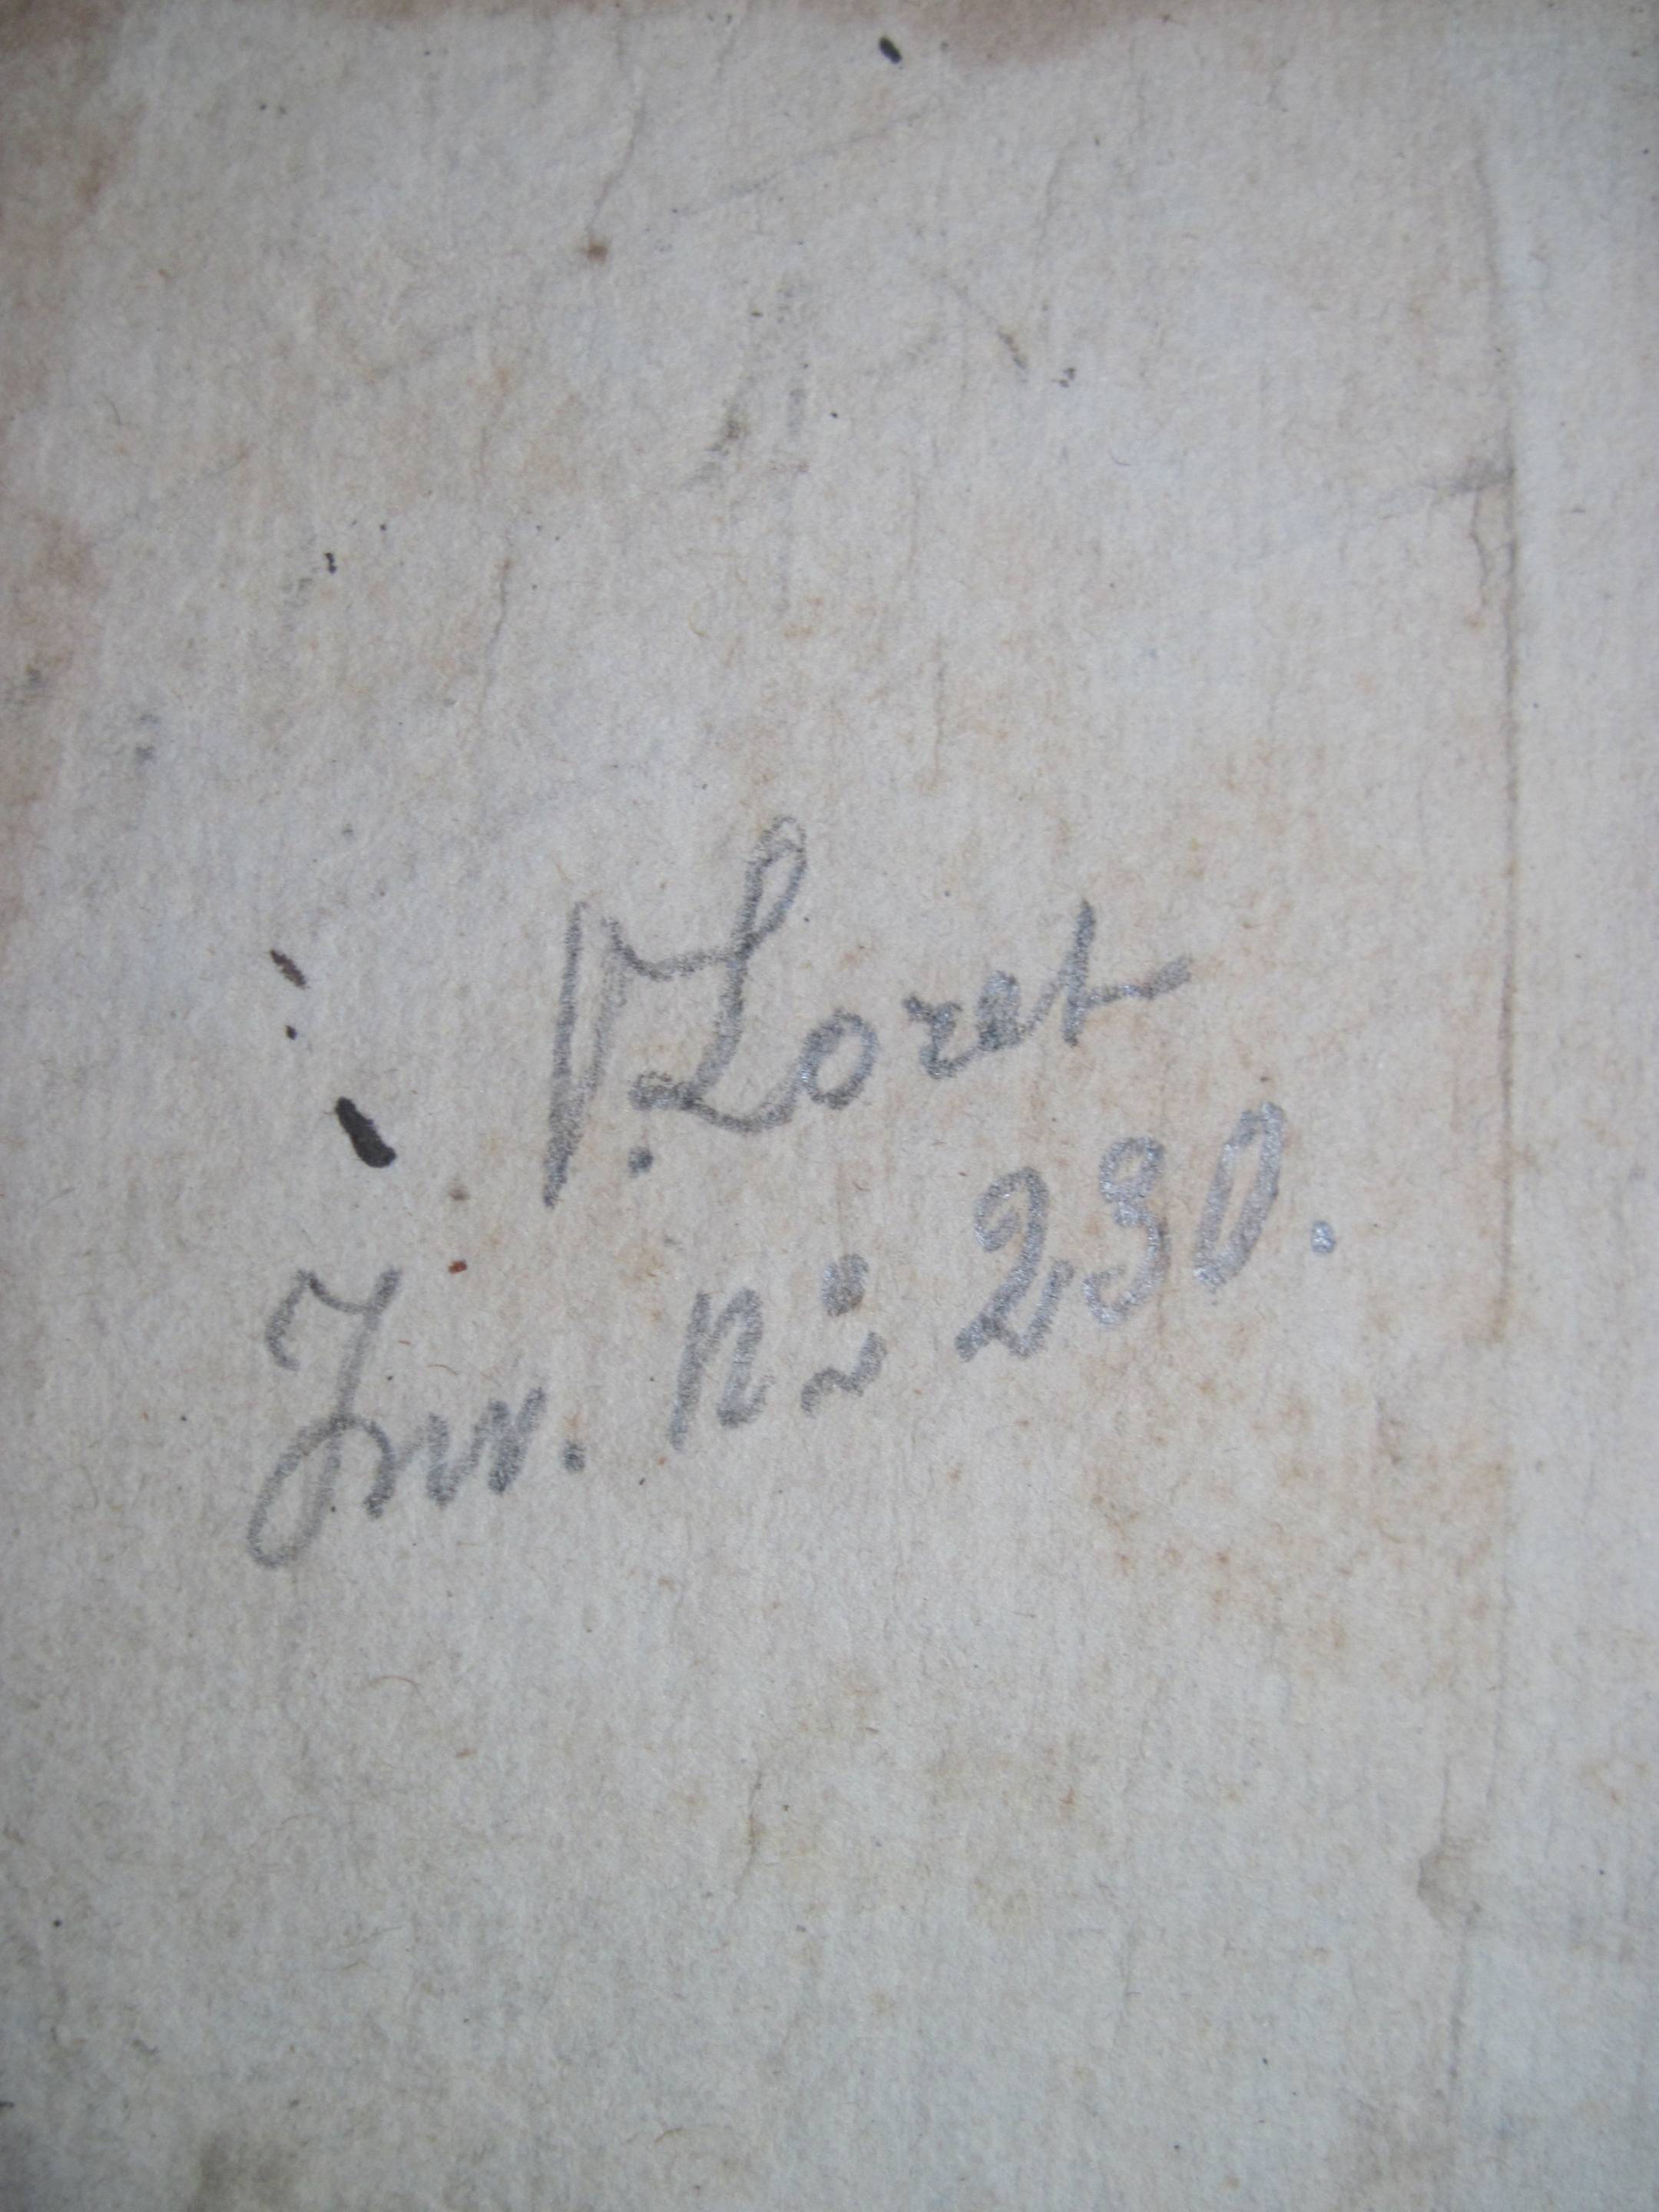 V. Loret
Inv. nº 230.